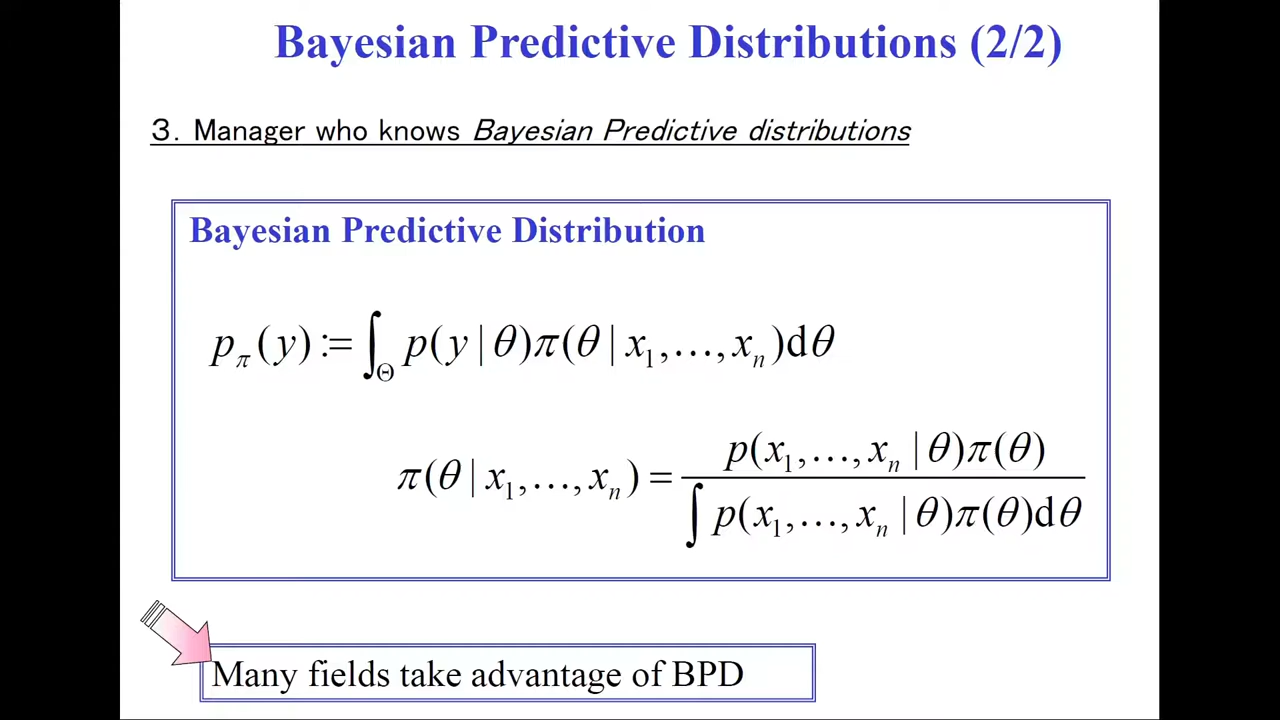 Bayesian Predictive Distributions (2/2)
3. Manager who knows Bayesian Predictive distributions
Bayesian Predictive Distribution
p_π(y) := ∫_Θ p(y | θ)π(θ | x_1,…, x_n)dθ
π(θ | x_1,…, x_n) = p(x_1,…, x_n | θ)π(θ) / ∫ p(x_1,…, x_n | θ)π(θ)dθ
Many fields take advantage of BPD